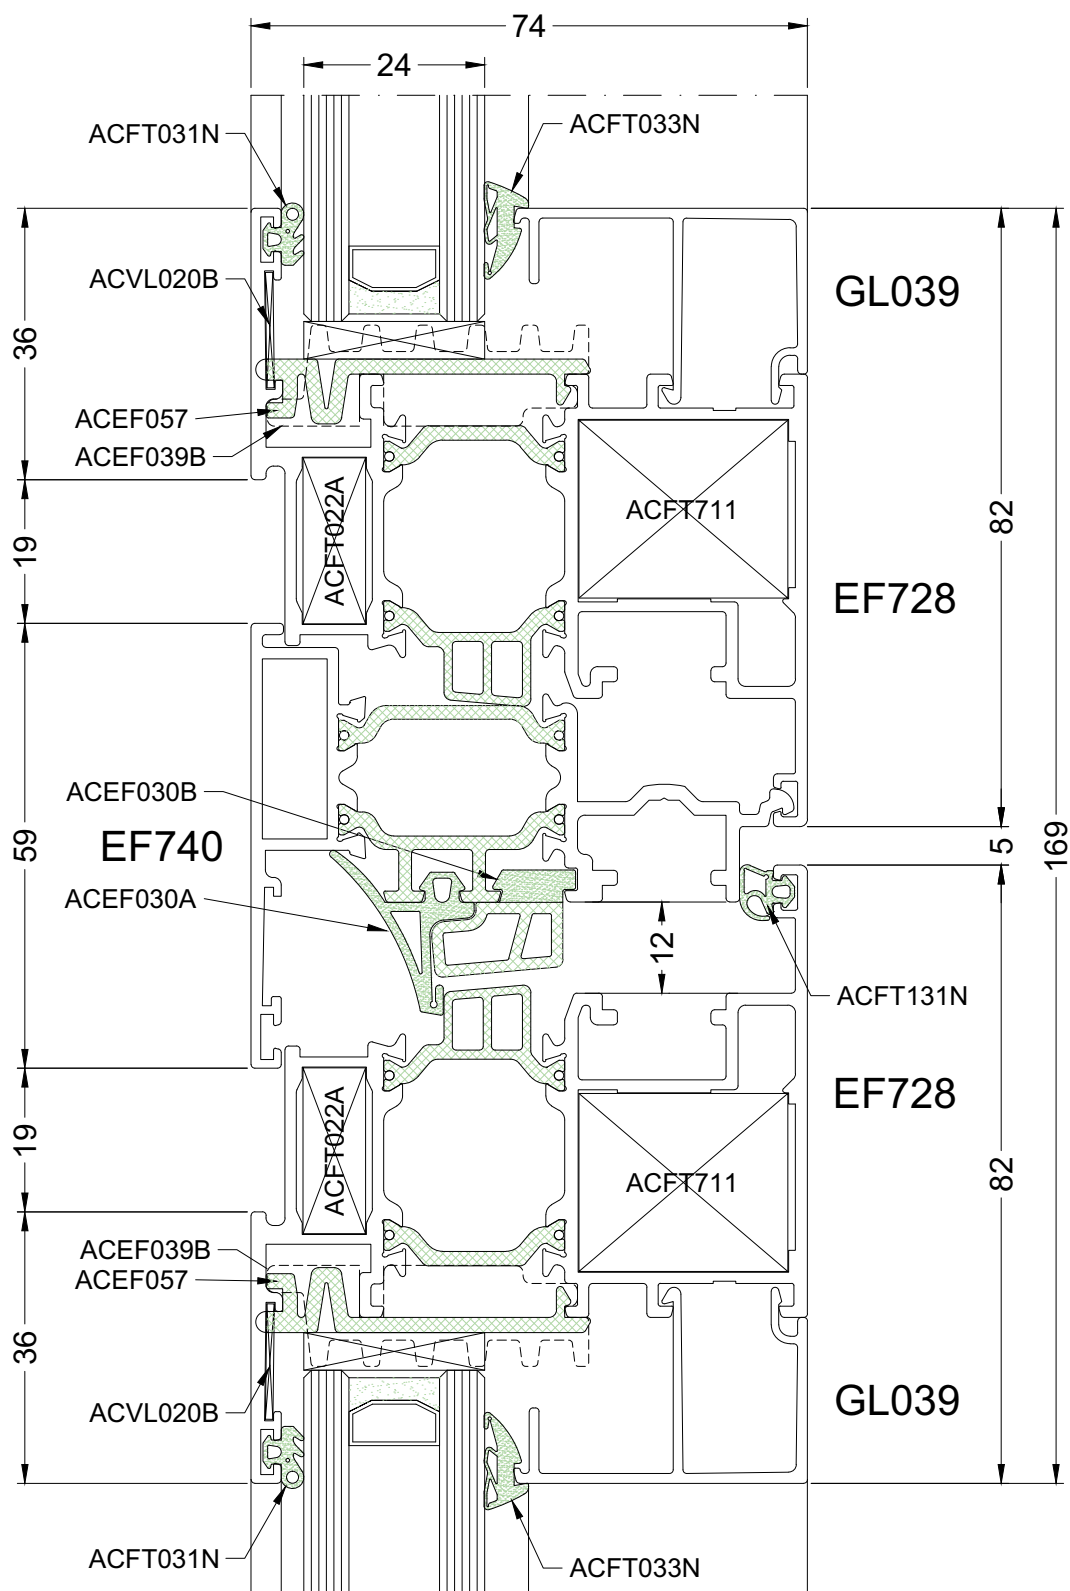 74
24
ACFT031N
ACFT033N
ACVL020B
GL039
36
ACEF057
ACEF039B
ACFT022A
ACFT711
82
19
EF728
ACEF030B
EF740
59
5
169
ACEF030A
12
ACFT131N
EF728
19
ACFT022A
ACFT711
82
ACEF039B
ACEF057
36
GL039
ACVL020B
ACFT031N
ACFT033N